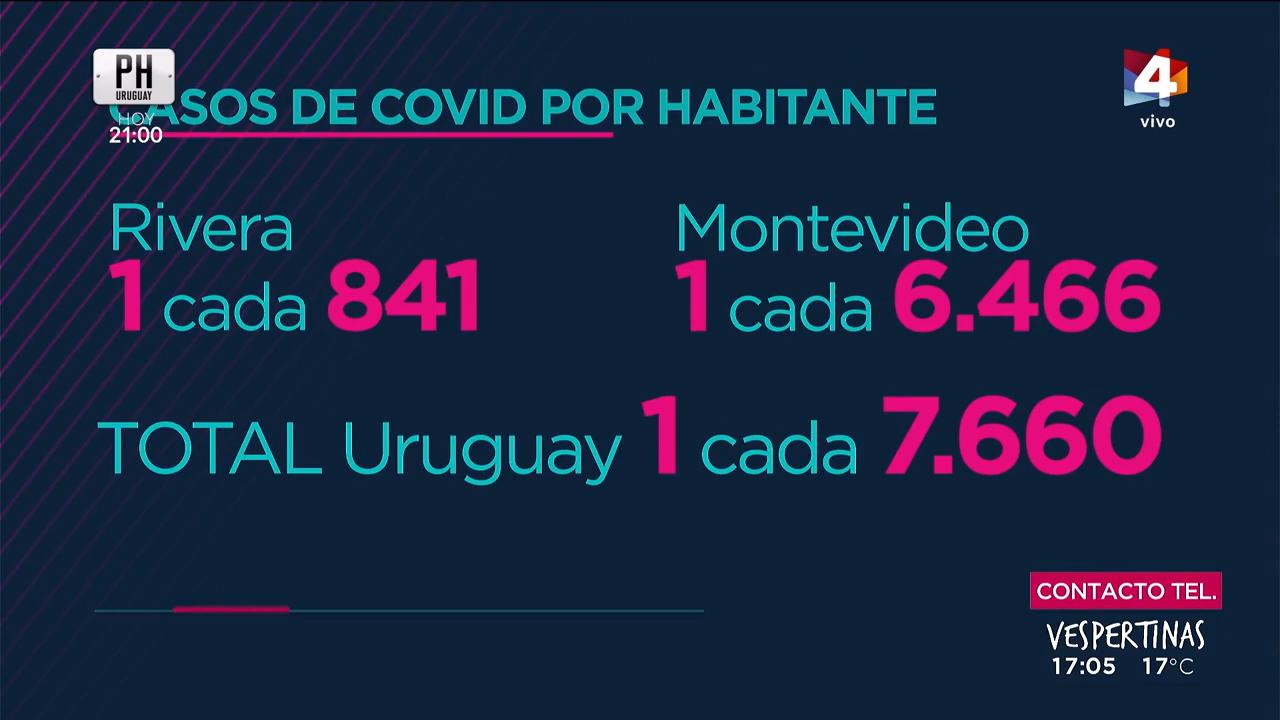 PH
URUGUAY
HOY
21:00
CASOS DE COVID POR HABITANTE
4
vivo
Rivera
1 cada 841
Montevideo
1 cada 6.466
TOTAL Uruguay 1 cada 7.660
CONTACTO TEL.
VESPERTINAS
17:05 17°C